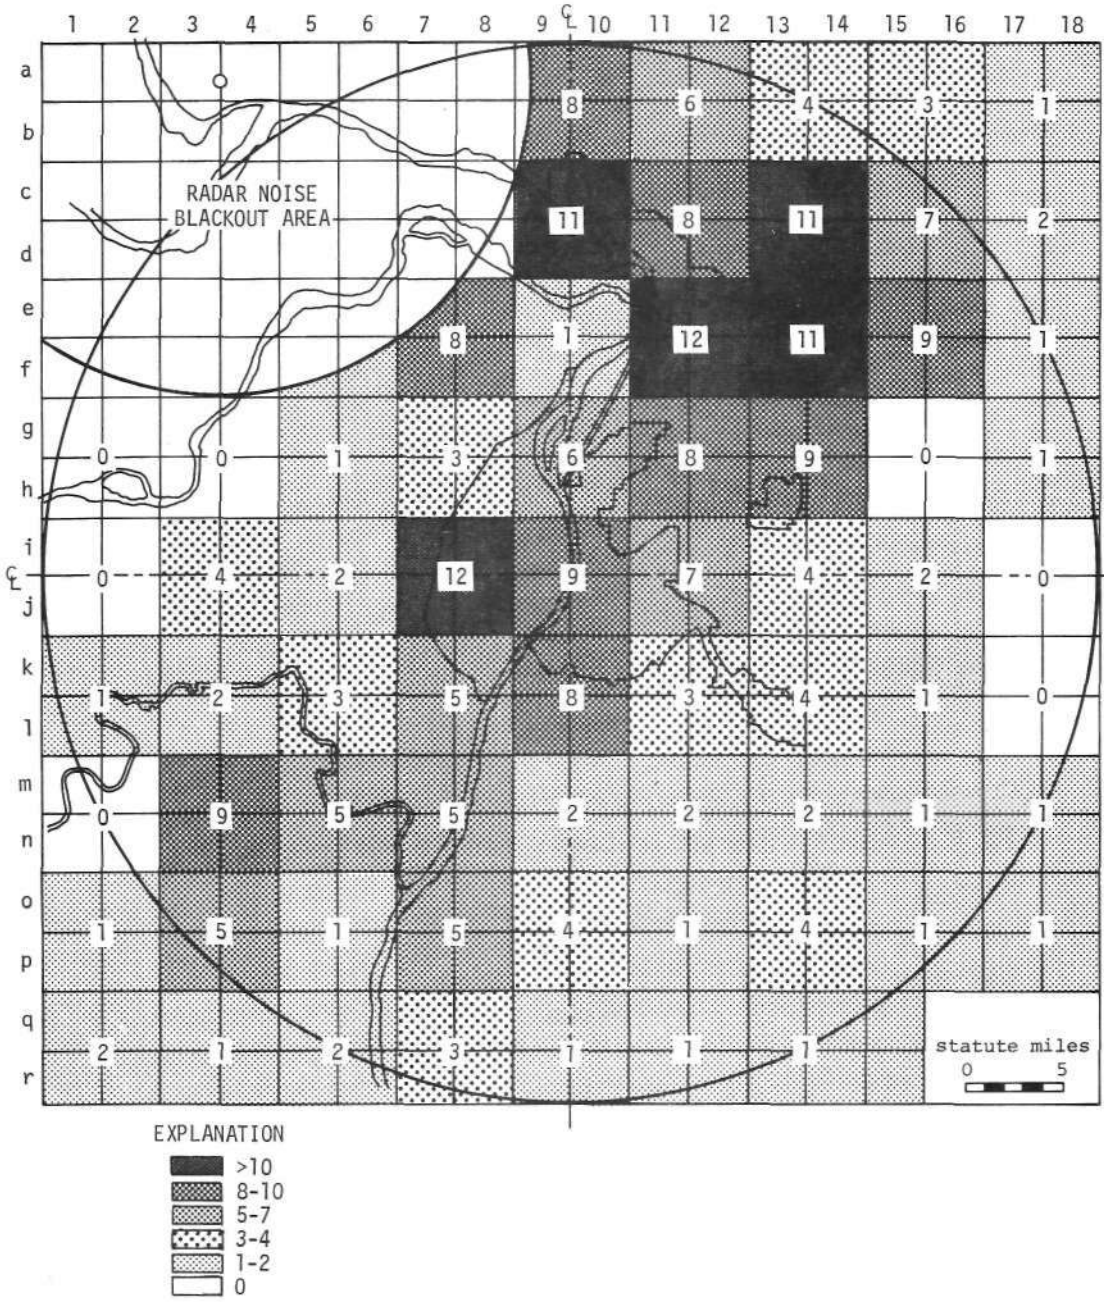 ℄
1 2 3 4 5 6 7 8 9 10 11 12 13 14 15 16 17 18
a
8 6 4 3 1
b
c
RADAR NOISE
BLACKOUT AREA
11 8 11 7 2
d
e
8 1 12 11 9 1
f
g
0 0 1 3 6 8 9 0 1
h
i
℄ 0 4 2 12 9 7 4 2 0
j
k
1 2 3 5 8 3 4 1 0
l
m
0 9 5 5 2 2 2 1 1
n
o
1 5 1 5 4 1 4 1 1
p
q
statute miles
2 1 2 3 1 1 1
r
0 5
EXPLANATION
>10
8-10
5-7
3-4
1-2
0